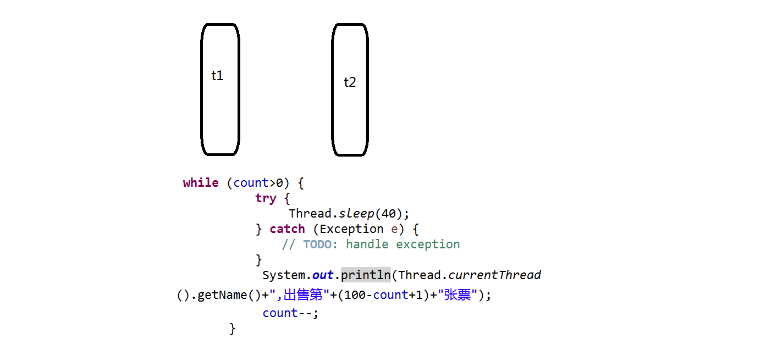 t1
t2
while (count>0) {
try {
Thread.sleep(40);
} catch (Exception e) {
// TODO: handle exception
}
System.out.println(Thread.currentThread
().getName()+",出售第"+(100-count+1)+"张票");
count--;
}